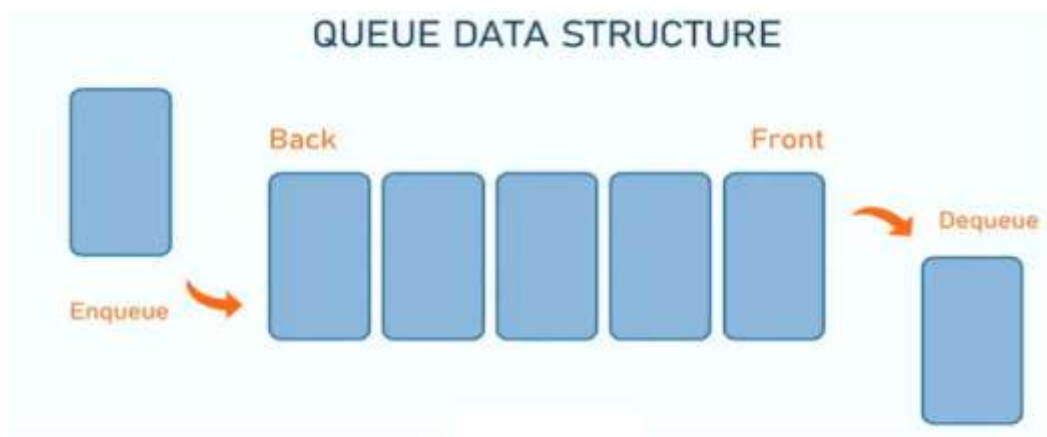 QUEUE DATA STRUCTURE
Back
Front
Dequeue
Enqueue